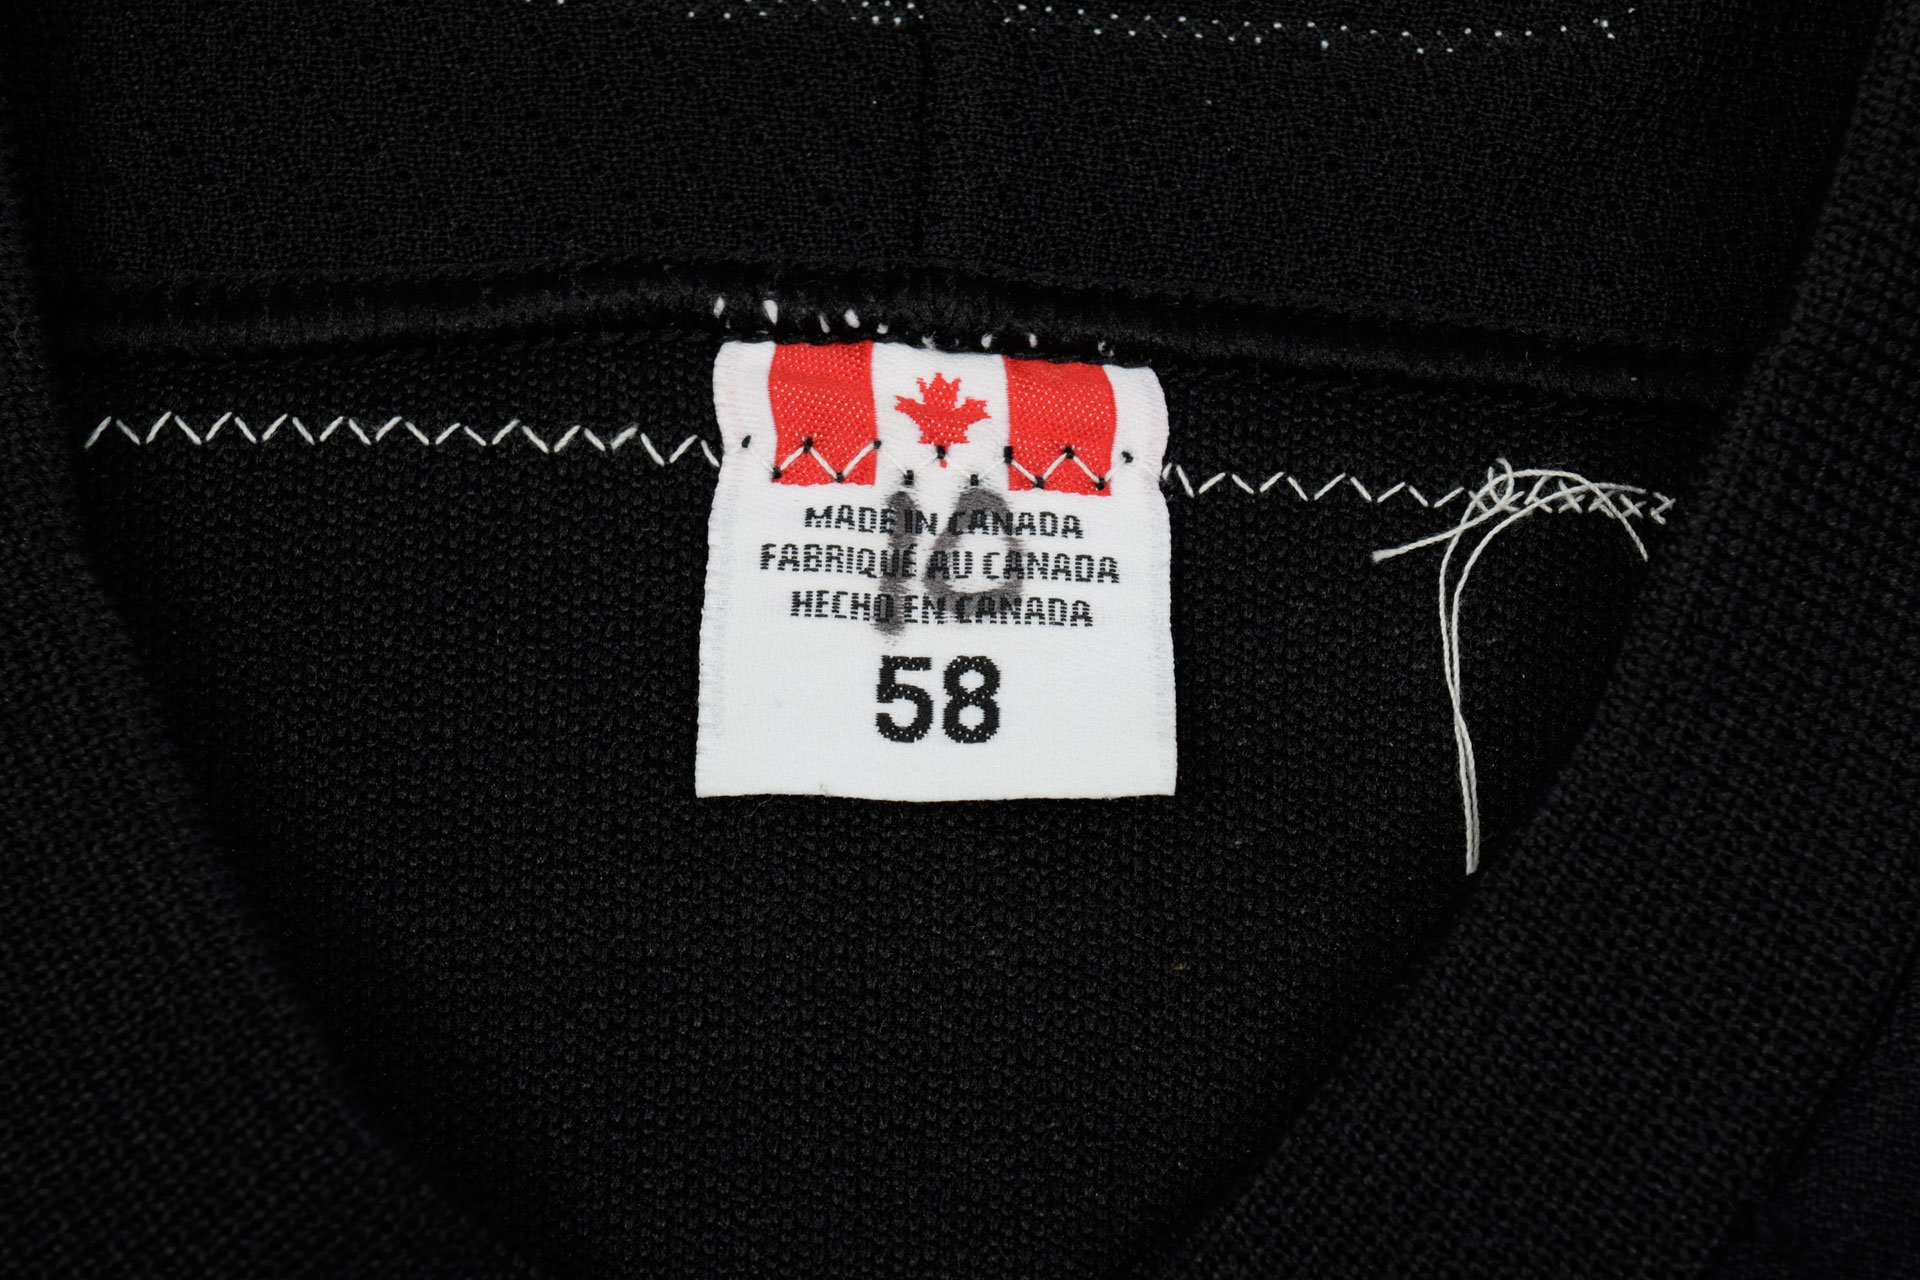 MADE IN CANADA
FABRIQUÉ AU CANADA
HECHO EN CANADA
10
58